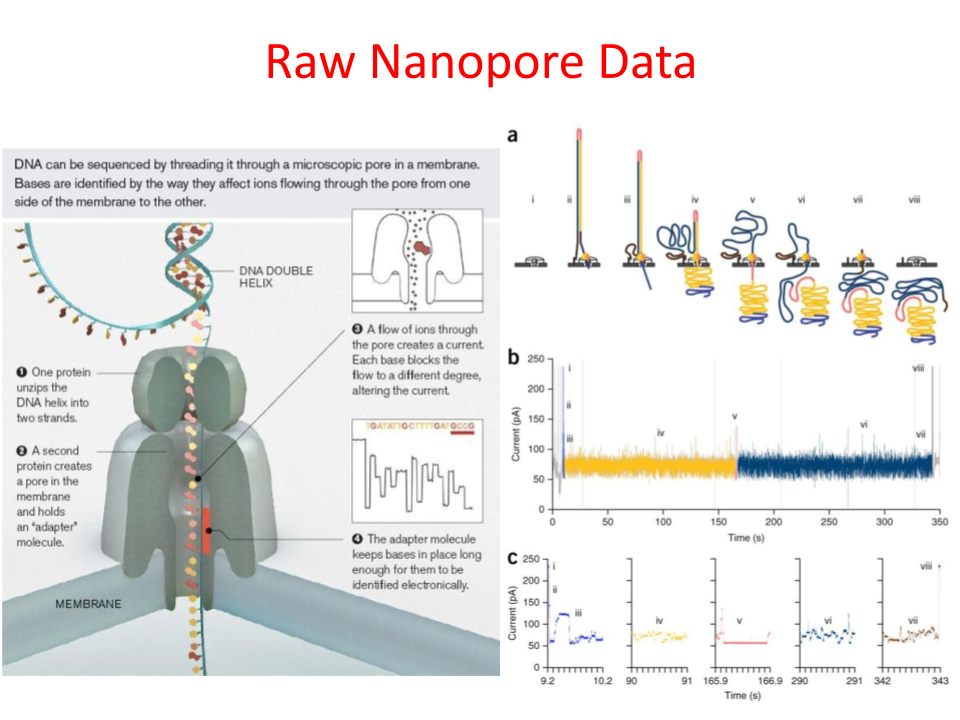 Raw Nanopore Data
DNA can be sequenced by threading it through a microscopic pore in a membrane.
Bases are identified by the way they affect ions flowing through the pore from one
side of the membrane to the other.
DNA DOUBLE
HELIX
❸ A flow of ions through
the pore creates a current.
Each base blocks the
flow to a different degree,
altering the current.
❶ One protein
unzips the
DNA helix into
two strands.
❷ A second
protein creates
a pore in the
membrane
and holds
an "adapter"
molecule.
TGATATTGCTTTTGATGCCG
❹ The adapter molecule
keeps bases in place long
enough for them to be
identified electronically.
MEMBRANE
a
i ii iii iv v vi vii viii
b
Current (pA)
250
200
150
100
50
0
i
ii
iii
iv
v
vi
vii
viii
0 50 100 150 200 250 300 350
Time (s)
c
Current (pA)
250
200
150
100
50
0
i
ii
iii
iv
v
vi
vii
viii
9.2 10.2 90 91 165.9 166.9 290 291 342 343
Time (s)